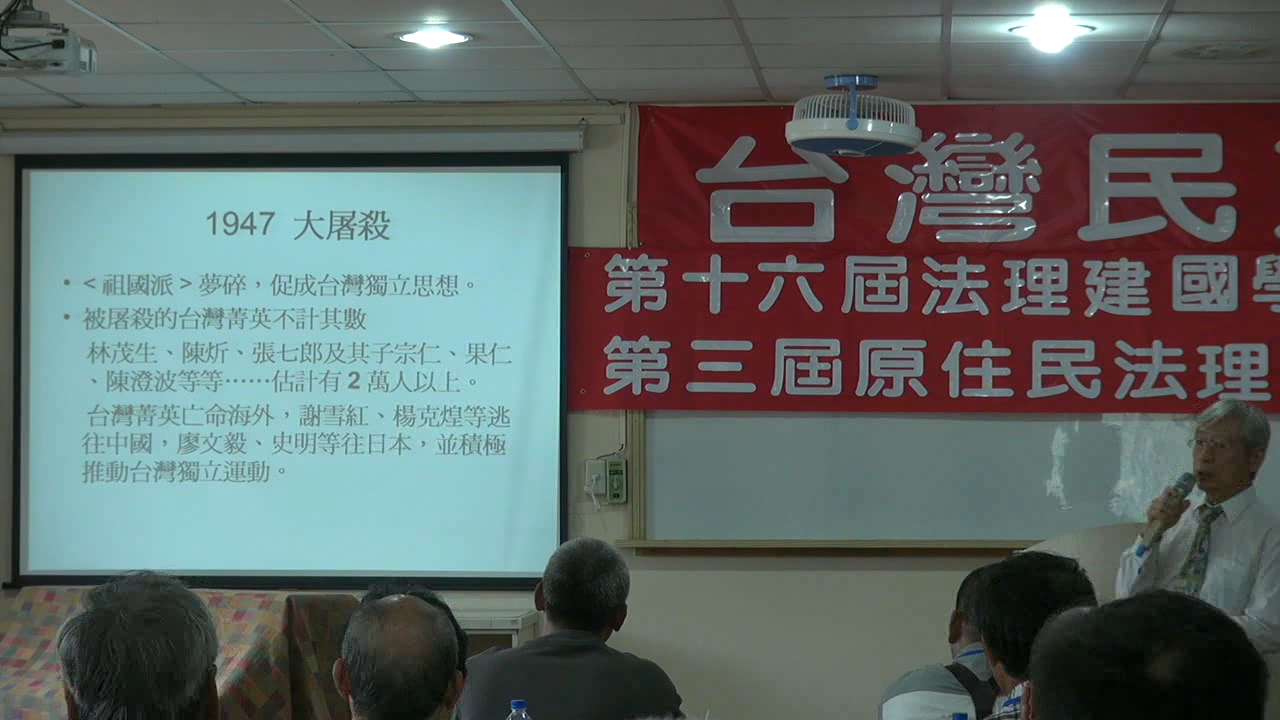 1947 大屠殺
• <祖國派>夢碎，促成台灣獨立思想。
• 被屠殺的台灣菁英不計其數
林茂生、陳炘、張七郎及其子宗仁、果仁
、陳澄波等等……估計有 2 萬人以上。
台灣菁英亡命海外，謝雪紅、楊克煌等逃
往中國，廖文毅、史明等往日本，並積極
推動台灣獨立運動。
台灣民
第十六屆法理建國學
第三屆原住民法理